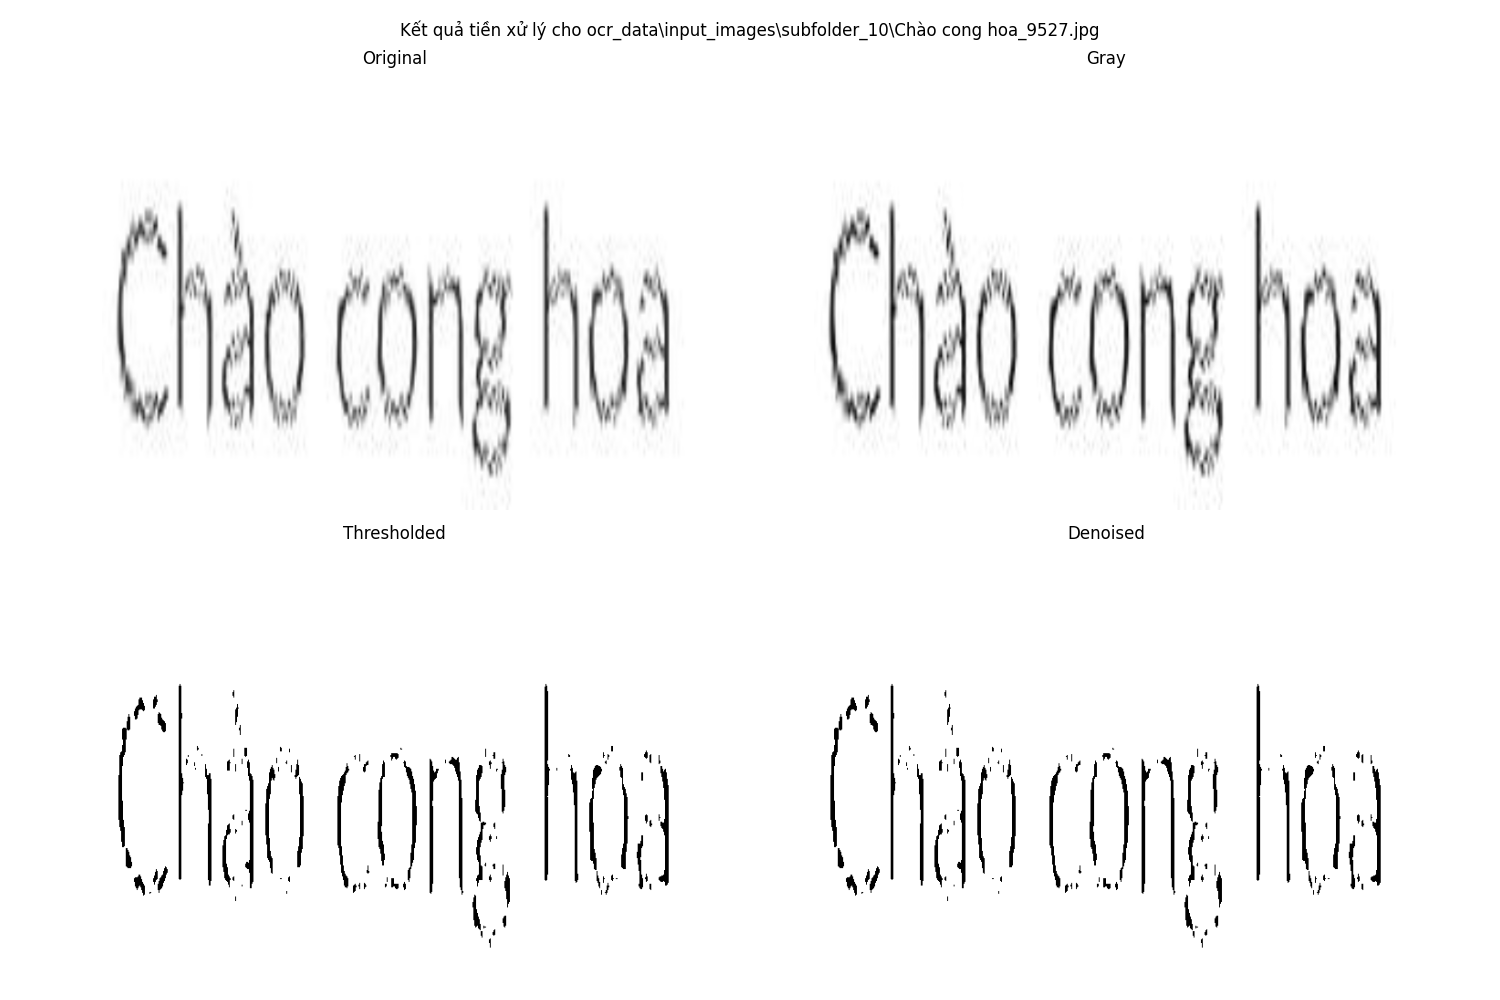 Kết quả tiền xử lý cho ocr_data\input_images\subfolder_10\Chào cong hoa_9527.jpg
Original
Gray
Chào cong hoa
Chào cong hoa
Thresholded
Denoised
Chào cong hoa
Chào cong hoa